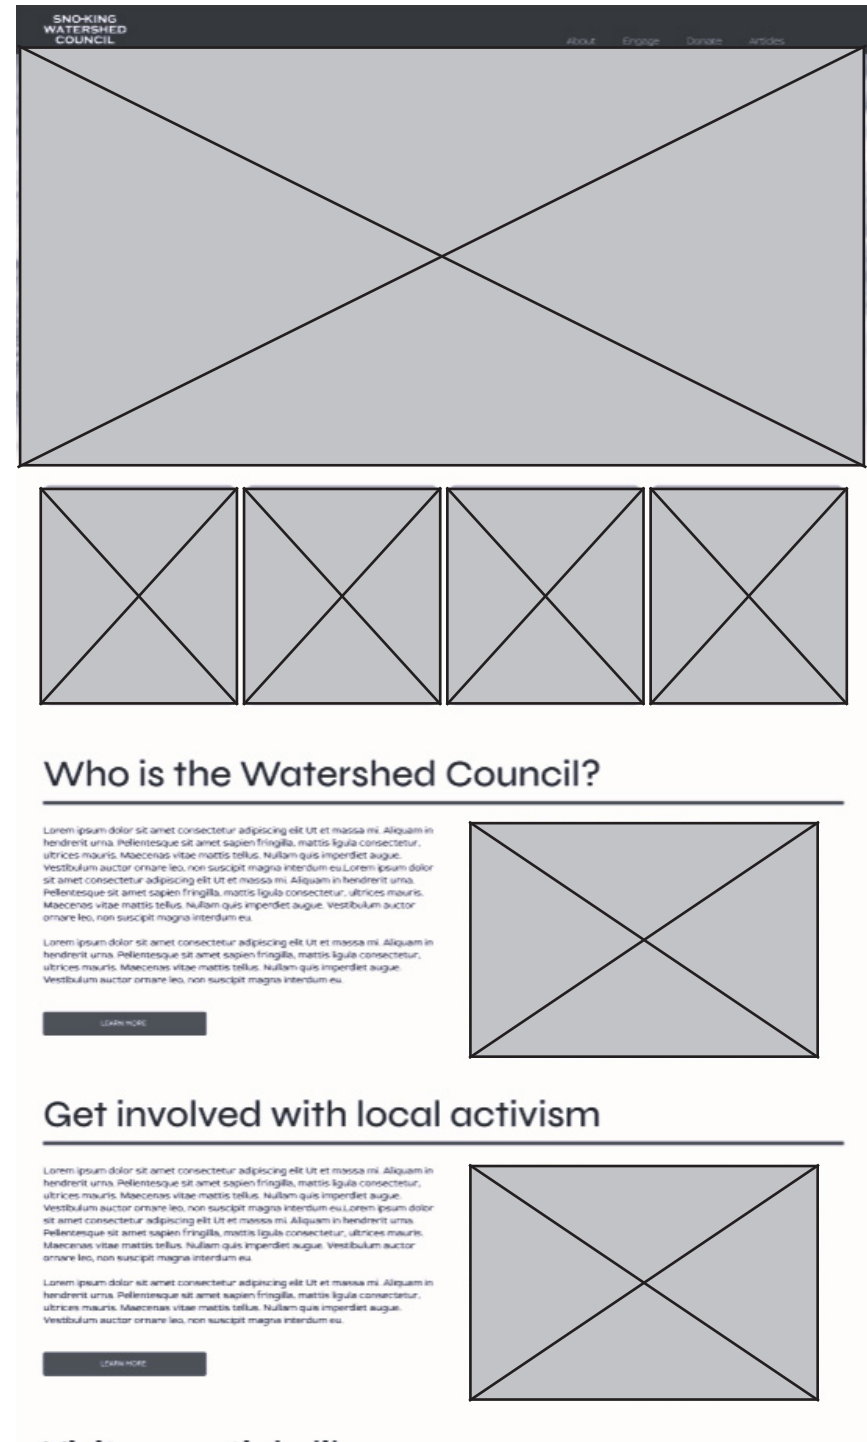 SNO-KING
WATERSHED
COUNCIL
About Engage Donate Articles
Who is the Watershed Council?
Lorem ipsum dolor sit amet consectetur adipiscing elit Ut et massa mi. Aliquam in
hendrerit urna. Pellentesque sit amet sapien fringilla, mattis ligula consectetur,
ultrices mauris. Maecenas vitae mattis tellus. Nullam quis imperdiet augue.
Vestibulum auctor ornare leo, non suscipit magna interdum eu.Lorem ipsum dolor
sit amet consectetur adipiscing elit Ut et massa mi. Aliquam in hendrerit urna.
Pellentesque sit amet sapien fringilla, mattis ligula consectetur, ultrices mauris.
Maecenas vitae mattis tellus. Nullam quis imperdiet augue. Vestibulum auctor
ornare leo, non suscipit magna interdum eu.
Lorem ipsum dolor sit amet consectetur adipiscing elit Ut et massa mi. Aliquam in
hendrerit urna. Pellentesque sit amet sapien fringilla, mattis ligula consectetur,
ultrices mauris. Maecenas vitae mattis tellus. Nullam quis imperdiet augue.
Vestibulum auctor ornare leo, non suscipit magna interdum eu.
LEARN MORE
Get involved with local activism
Lorem ipsum dolor sit amet consectetur adipiscing elit Ut et massa mi. Aliquam in
hendrerit urna. Pellentesque sit amet sapien fringilla, mattis ligula consectetur,
ultrices mauris. Maecenas vitae mattis tellus. Nullam quis imperdiet augue.
Vestibulum auctor ornare leo, non suscipit magna interdum eu.Lorem ipsum dolor
sit amet consectetur adipiscing elit Ut et massa mi. Aliquam in hendrerit urna.
Pellentesque sit amet sapien fringilla, mattis ligula consectetur, ultrices mauris.
Maecenas vitae mattis tellus. Nullam quis imperdiet augue. Vestibulum auctor
ornare leo, non suscipit magna interdum eu.
Lorem ipsum dolor sit amet consectetur adipiscing elit Ut et massa mi. Aliquam in
hendrerit urna. Pellentesque sit amet sapien fringilla, mattis ligula consectetur,
ultrices mauris. Maecenas vitae mattis tellus. Nullam quis imperdiet augue.
Vestibulum auctor ornare leo, non suscipit magna interdum eu.
LEARN MORE